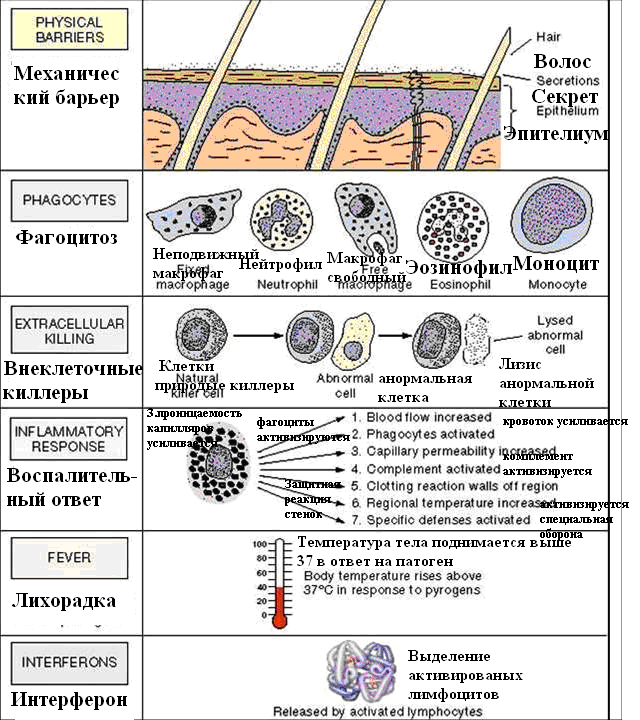 PHYSICAL
BARRIERS
Механичес
кий барьер
Hair
Волос
Secretions
Секрет
Epithelium
Эпителиум
PHAGOCYTES
Фагоцитоз
Неподвижный
макрофаг
Fixed
macrophage
Нейтрофил
Neutrophil
Макрофаг
свободный
Free
macrophage
Эозинофил
Eosinophil
Моноцит
Monocyte
EXTRACELLULAR
KILLING
Внеклеточные
киллеры
Клетки
природые киллеры
Natural
killer cell
Abnormal
cell
анормальная
клетка
Lysed
abnormal
cell
Лизис
анормальной
клетки
INFLAMMATORY
RESPONSE
Воспалитель-
ный ответ
3.проницаемость
капилляров
усиливается
фагоциты
активизируются
Защитная
реакция
стенок
1. Blood flow increased
кровоток усиливается
2. Phagocytes activated
3. Capillary permeability increased
4. Complement activated
комплемент
активизируется
5. Clotting reaction walls off region
6. Regional temperature increased
7. Specific defenses activated
активизируется
специальная
оборона
FEVER
Лихорадка
100
80
60
40
20
0
Температура тела поднимается выше
37 в ответ на патоген
Body temperature rises above
37°C in response to pyrogens
INTERFERONS
Интерферон
Выделение
активированых
лимфоцитов
Released by activated lymphocytes